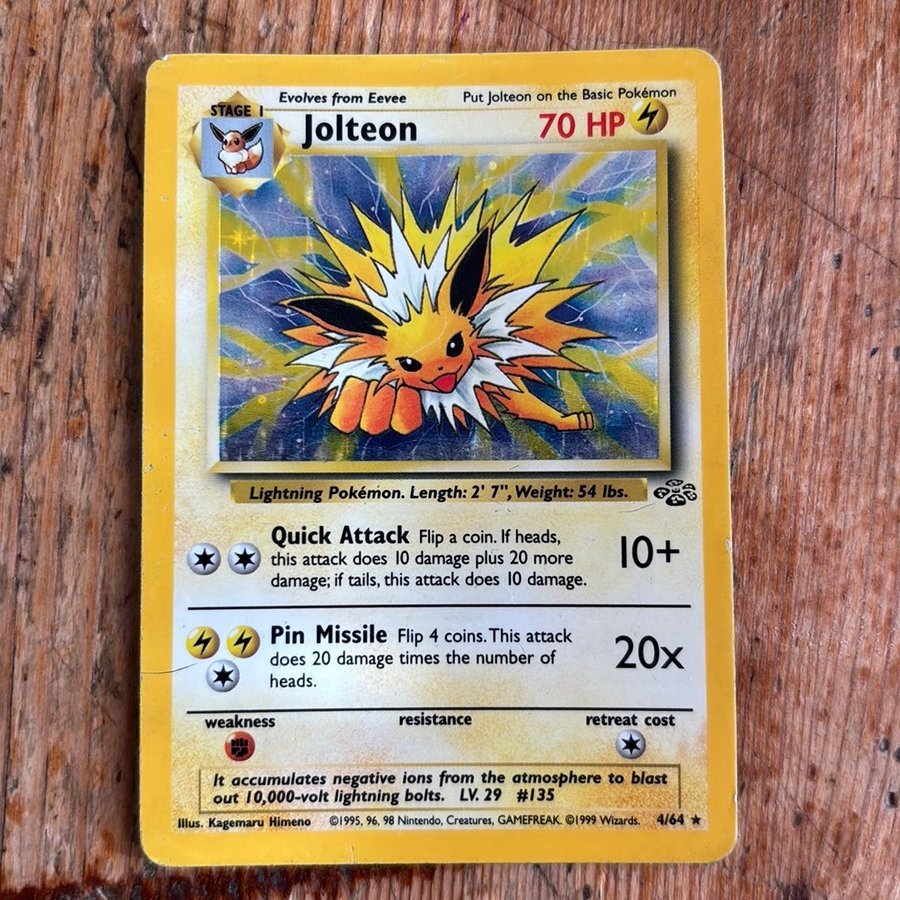 Evolves from Eevee Put Jolteon on the Basic Pokémon
STAGE 1
Jolteon 70 HP
Lightning Pokémon. Length: 2' 7", Weight: 54 lbs.
Quick Attack Flip a coin. If heads,
this attack does 10 damage plus 20 more
damage; if tails, this attack does 10 damage.
10+
Pin Missile Flip 4 coins. This attack
does 20 damage times the number of
heads.
20x
weakness resistance retreat cost
It accumulates negative ions from the atmosphere to blast
out 10,000-volt lightning bolts. LV. 29 #135
Illus. Kagemaru Himeno ©1995, 96, 98 Nintendo, Creatures, GAMEFREAK. ©1999 Wizards. 4/64 ★